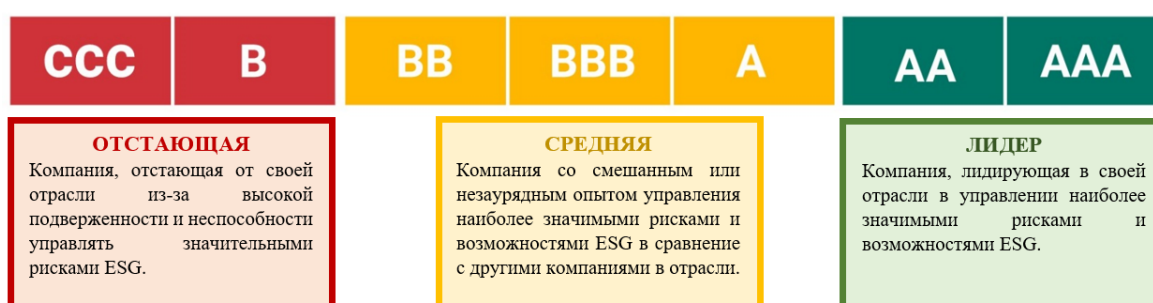 CCC B BB BBB A AA AAA
ОТСТАЮЩАЯ
Компания, отстающая от своей
отрасли из-за высокой
подверженности и неспособности
управлять значительными
рисками ESG.
СРЕДНЯЯ
Компания со смешанным или
незаурядным опытом управления
наиболее значимыми рисками и
возможностями ESG в сравнение
с другими компаниями в отрасли.
ЛИДЕР
Компания, лидирующая в своей
отрасли в управлении наиболее
значимыми рисками и
возможностями ESG.